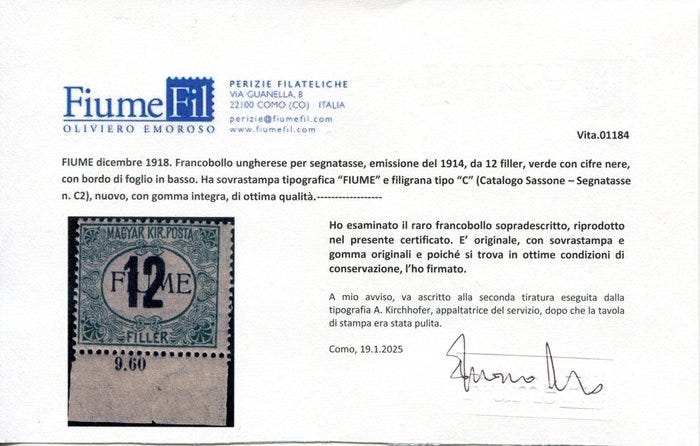 Fiume Fil
OLIVIERO EMOROSO
PERIZIE FILATELICHE
VIA GUANELLA, 8
22100 COMO (CO) ITALIA
perizie@fiumefil.com
www.fiumefil.com
Vita.01184
FIUME dicembre 1918. Francobollo ungherese per segnatasse, emissione del 1914, da 12 filler, verde con cifre nere,
con bordo di foglio in basso. Ha sovrastampa tipografica “FIUME” e filigrana tipo “C” (Catalogo Sassone – Segnatasse
n. C2), nuovo, con gomma integra, di ottima qualità.------------------
MAGYAR KIR. POSTA
FIUME
12
FILLÉR
9.60
Ho esaminato il raro francobollo sopradescritto, riprodotto
nel presente certificato. E’ originale, con sovrastampa e
gomma originali e poiché si trova in ottime condizioni di
conservazione, l’ho firmato.
A mio avviso, va ascritto alla seconda tiratura eseguita dalla
tipografia A. Kirchhofer, appaltatrice del servizio, dopo che la tavola
di stampa era stata pulita.
Como, 19.1.2025